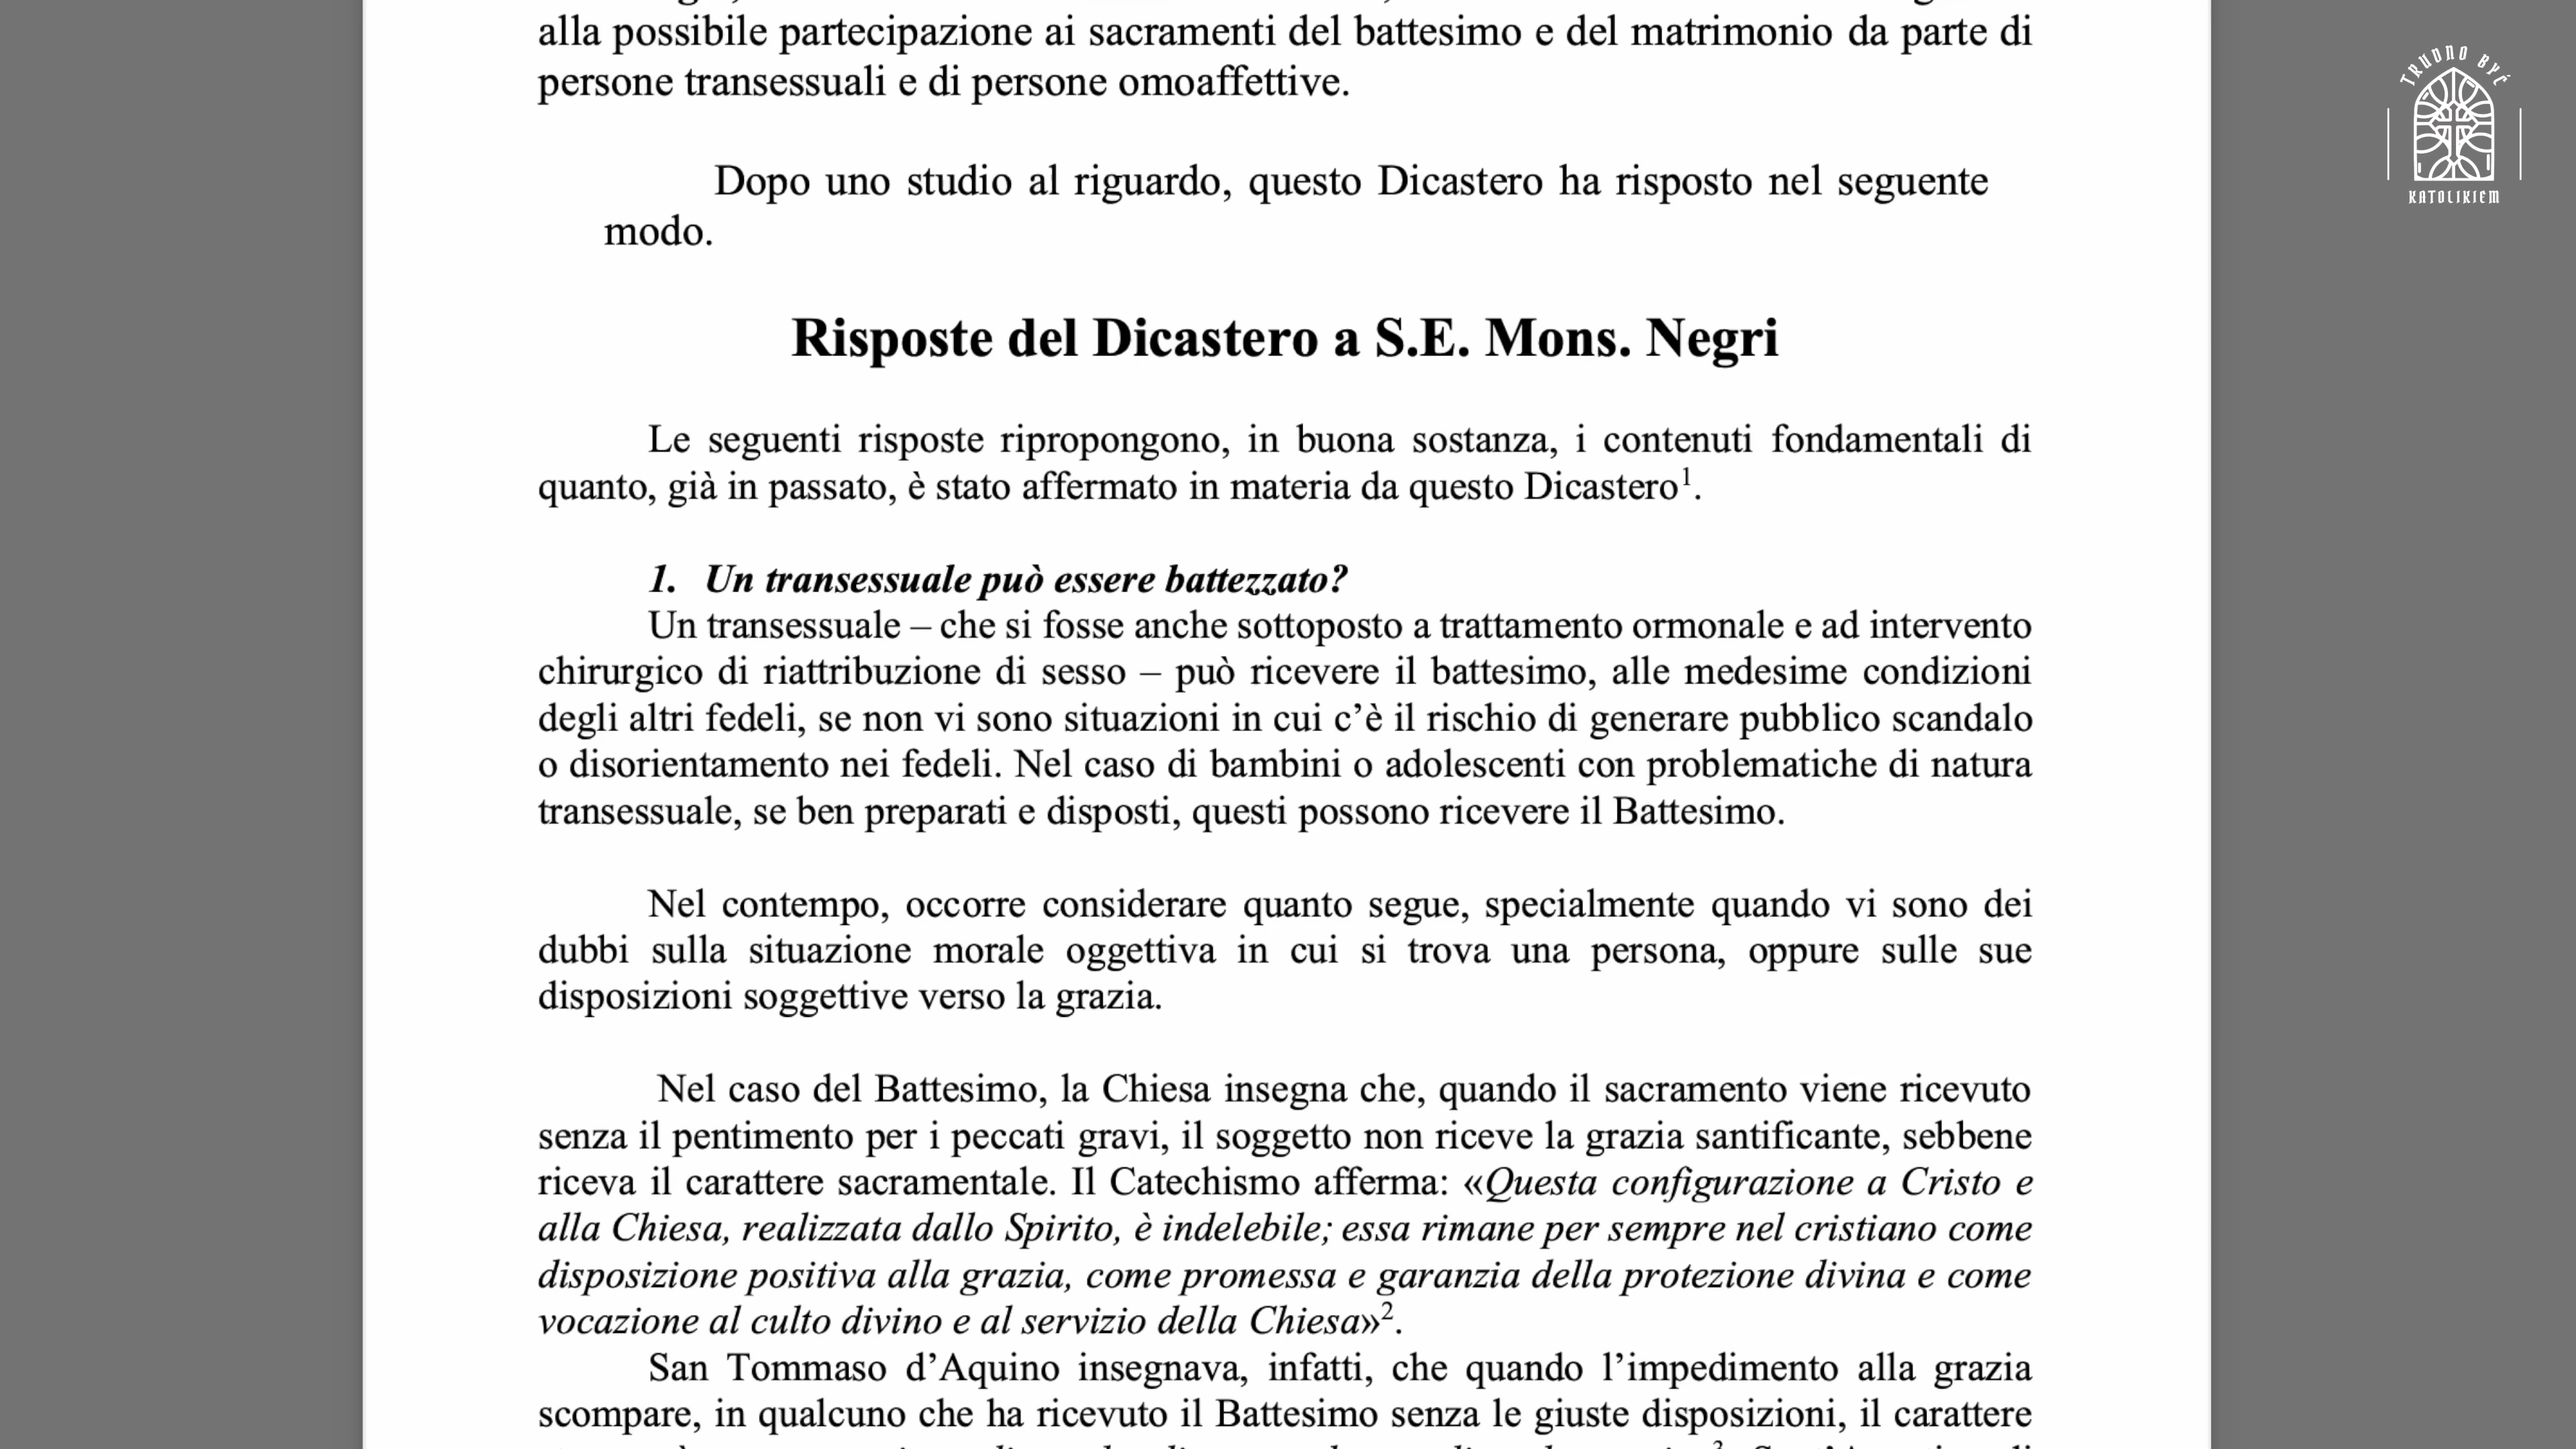 alla possibile partecipazione ai sacramenti del battesimo e del matrimonio da parte di
persone transessuali e di persone omoaffettive.
Dopo uno studio al riguardo, questo Dicastero ha risposto nel seguente
modo.
Risposte del Dicastero a S.E. Mons. Negri
Le seguenti risposte ripropongono, in buona sostanza, i contenuti fondamentali di
quanto, già in passato, è stato affermato in materia da questo Dicastero¹.
1. Un transessuale può essere battezzato?
Un transessuale – che si fosse anche sottoposto a trattamento ormonale e ad intervento
chirurgico di riattribuzione di sesso – può ricevere il battesimo, alle medesime condizioni
degli altri fedeli, se non vi sono situazioni in cui c’è il rischio di generare pubblico scandalo
o disorientamento nei fedeli. Nel caso di bambini o adolescenti con problematiche di natura
transessuale, se ben preparati e disposti, questi possono ricevere il Battesimo.
Nel contempo, occorre considerare quanto segue, specialmente quando vi sono dei
dubbi sulla situazione morale oggettiva in cui si trova una persona, oppure sulle sue
disposizioni soggettive verso la grazia.
Nel caso del Battesimo, la Chiesa insegna che, quando il sacramento viene ricevuto
senza il pentimento per i peccati gravi, il soggetto non riceve la grazia santificante, sebbene
riceva il carattere sacramentale. Il Catechismo afferma: «Questa configurazione a Cristo e
alla Chiesa, realizzata dallo Spirito, è indelebile; essa rimane per sempre nel cristiano come
disposizione positiva alla grazia, come promessa e garanzia della protezione divina e come
vocazione al culto divino e al servizio della Chiesa»².
San Tommaso d’Aquino insegnava, infatti, che quando l’impedimento alla grazia
scompare, in qualcuno che ha ricevuto il Battesimo senza le giuste disposizioni, il carattere
TRUDNO BYĆ
KATOLIKIEM